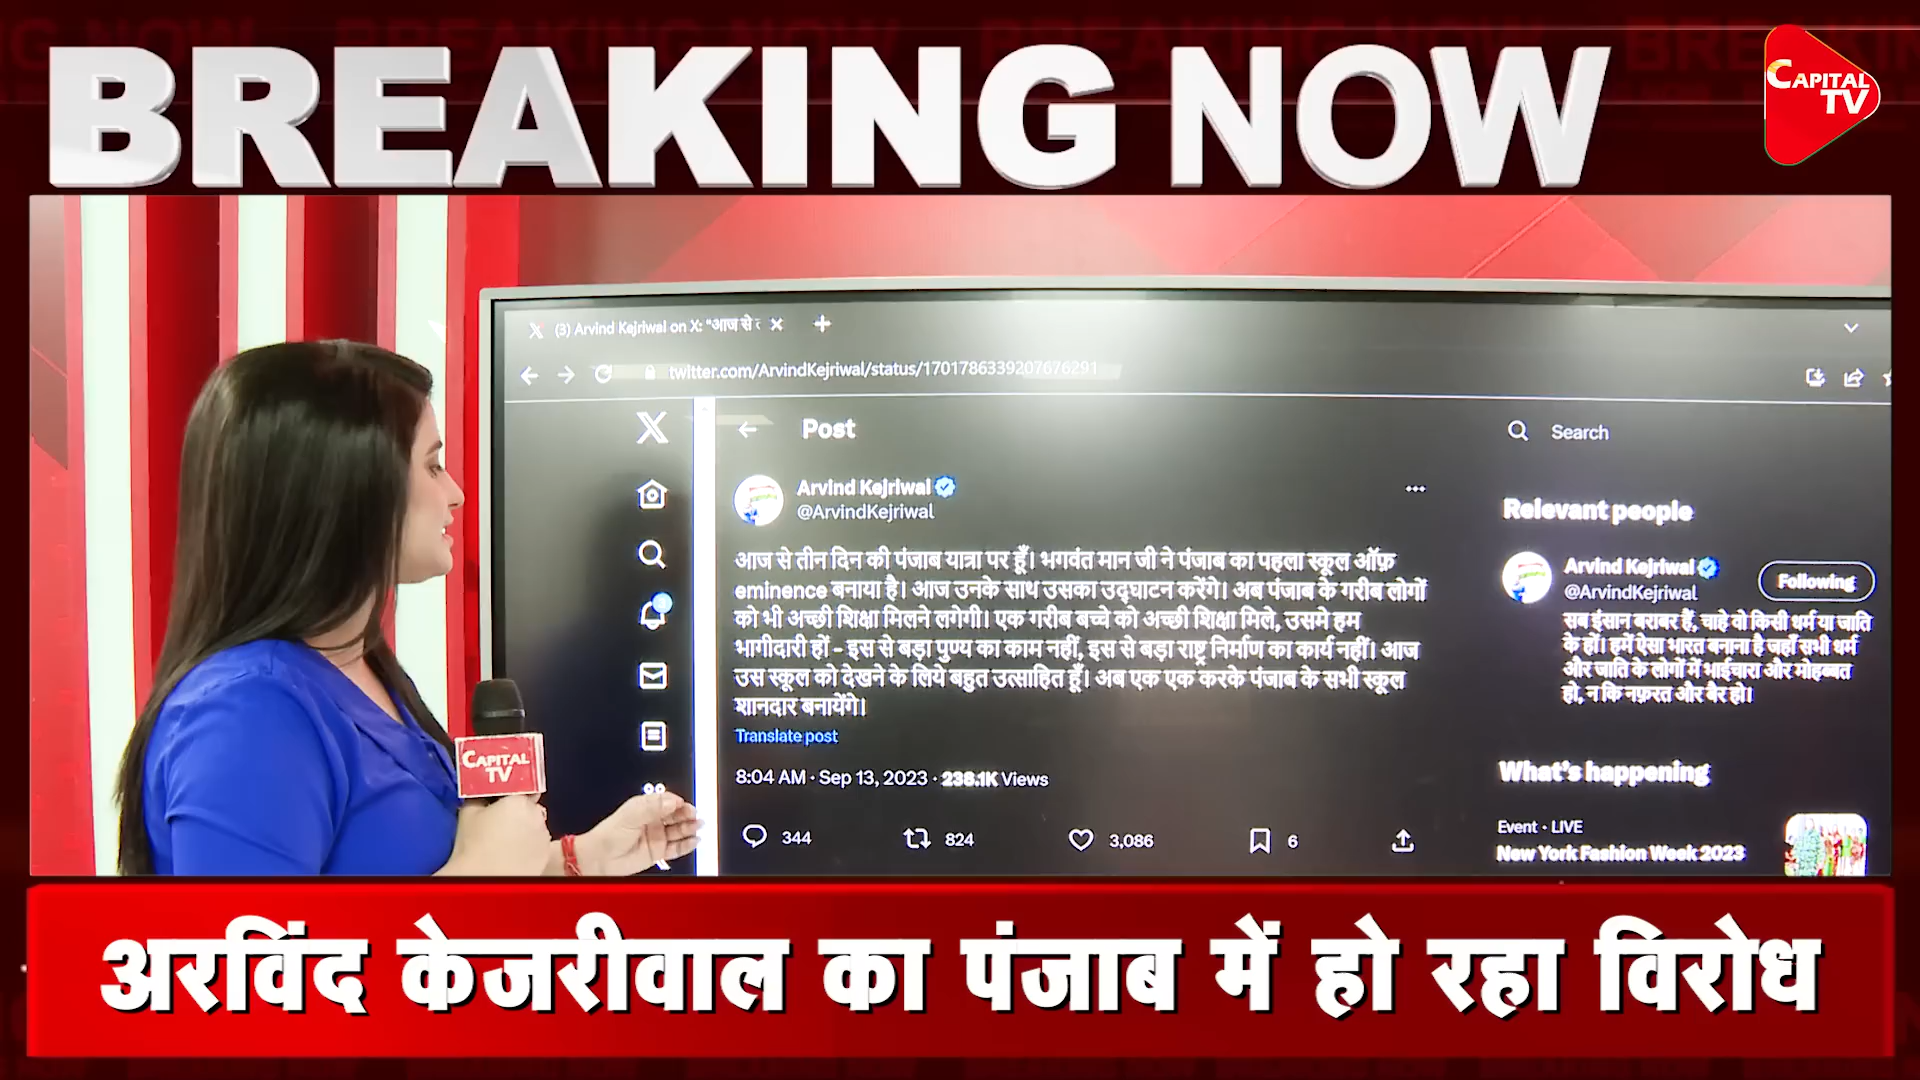 BREAKING NOW
CAPITAL
TV
(3) Arvind Kejriwal on X: "आज से
twitter.com/ArvindKejriwal/status/1701786339207676291
Post
Search
Arvind Kejriwal
@ArvindKejriwal
आज से तीन दिन की पंजाब यात्रा पर हूँ। भगवंत मान जी ने पंजाब का पहला स्कूल ऑफ़
eminence बनाया है। आज उनके साथ उसका उद्घाटन करेंगे। अब पंजाब के गरीब लोगों
को भी अच्छी शिक्षा मिलने लगेगी। एक गरीब बच्चे को अच्छी शिक्षा मिले, उसमे हम
भागीदारी हों - इस से बड़ा पुण्य का काम नहीं, इस से बड़ा राष्ट्र निर्माण का कार्य नहीं। आज
उस स्कूल को देखने के लिये बहुत उत्साहित हूँ। अब एक एक करके पंजाब के सभी स्कूल
शानदार बनायेंगे।
Translate post
8:04 AM · Sep 13, 2023 · 238.1K Views
344
824
3,086
6
Relevant people
Arvind Kejriwal
@ArvindKejriwal
Following
सब इंसान बराबर हैं, चाहे वो किसी धर्म या जाति
के हों। हमें ऐसा भारत बनाना है जहाँ सभी धर्म
और जाति के लोगों में भाईचारा और मोहब्बत
हो, न कि नफ़रत और बैर हो।
What's happening
Event · LIVE
New York Fashion Week 2023
CAPITAL
TV
अरविंद केजरीवाल का पंजाब में हो रहा विरोध